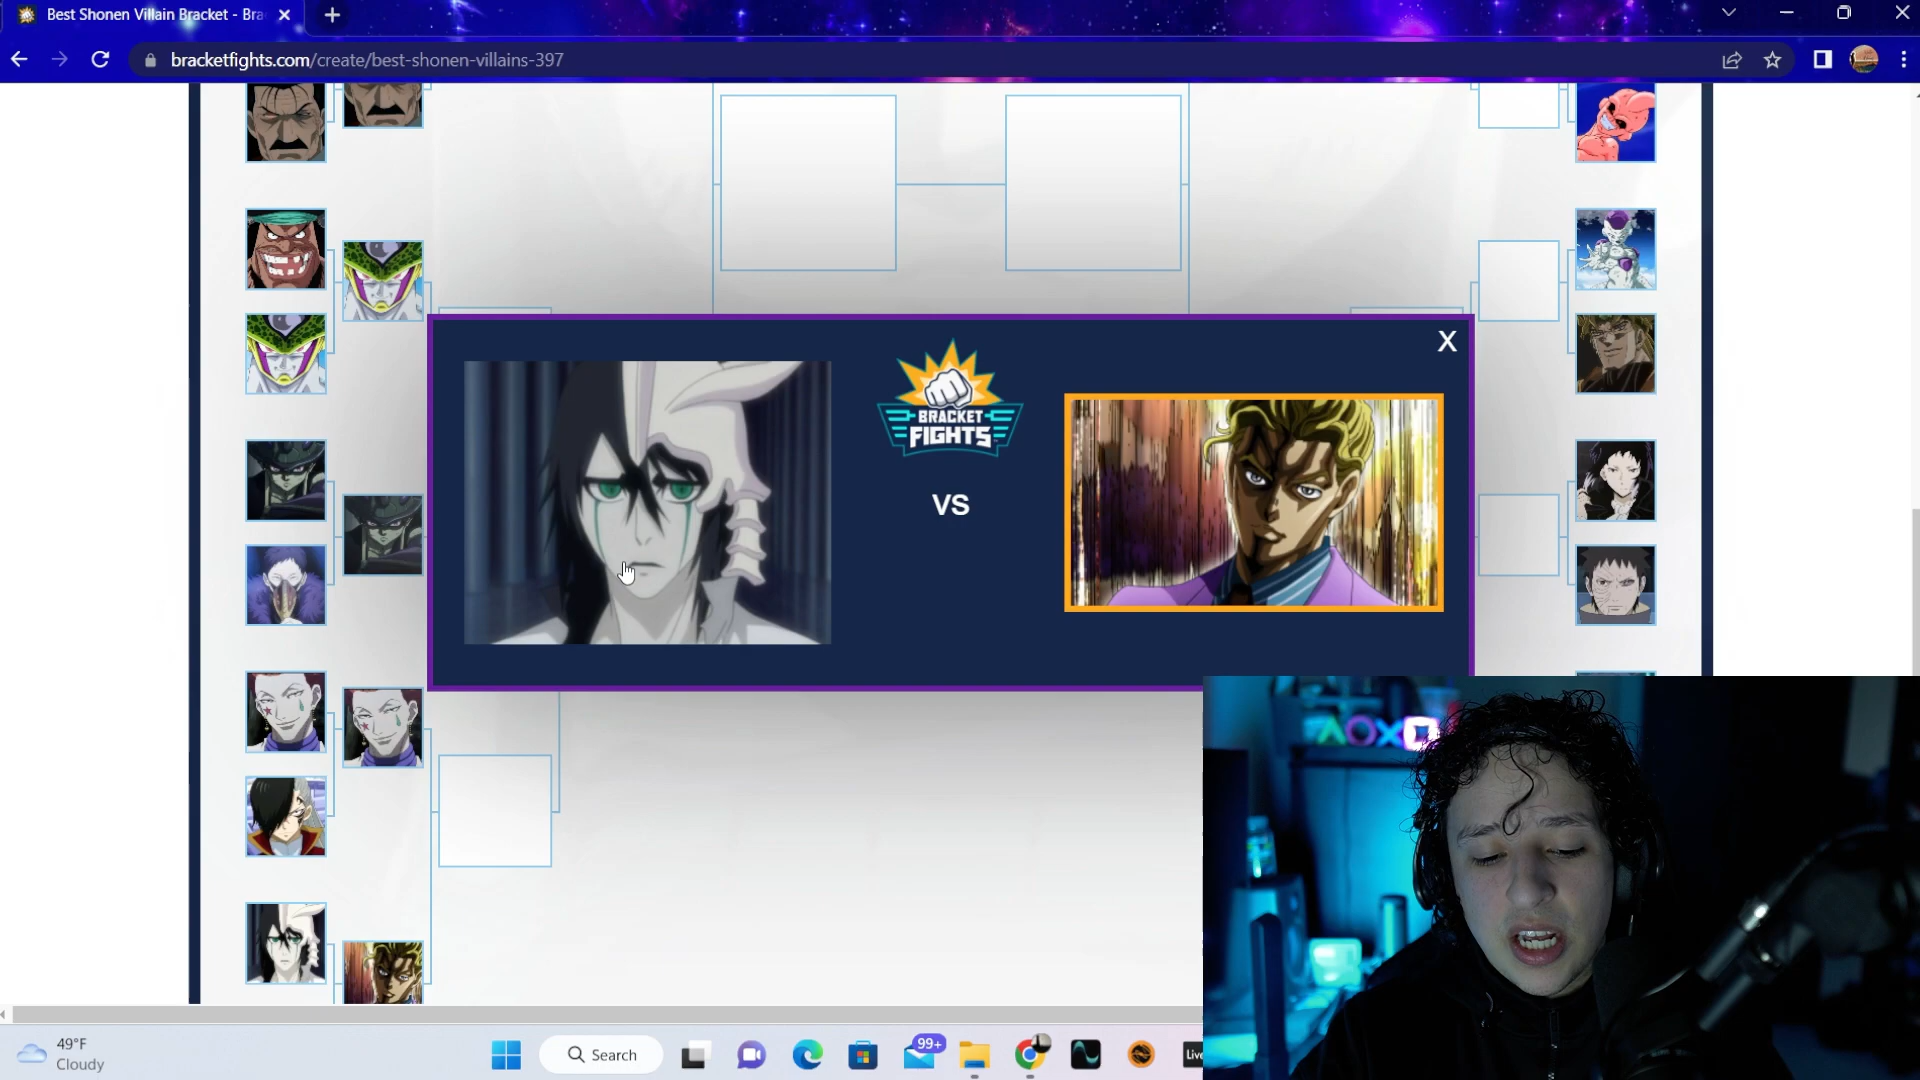 Best Shonen Villain Bracket - Bra
bracketfights.com/create/best-shonen-villains-397
X
BRACKET
FIGHTS
VS
49°F
Cloudy
Search
99+
Live